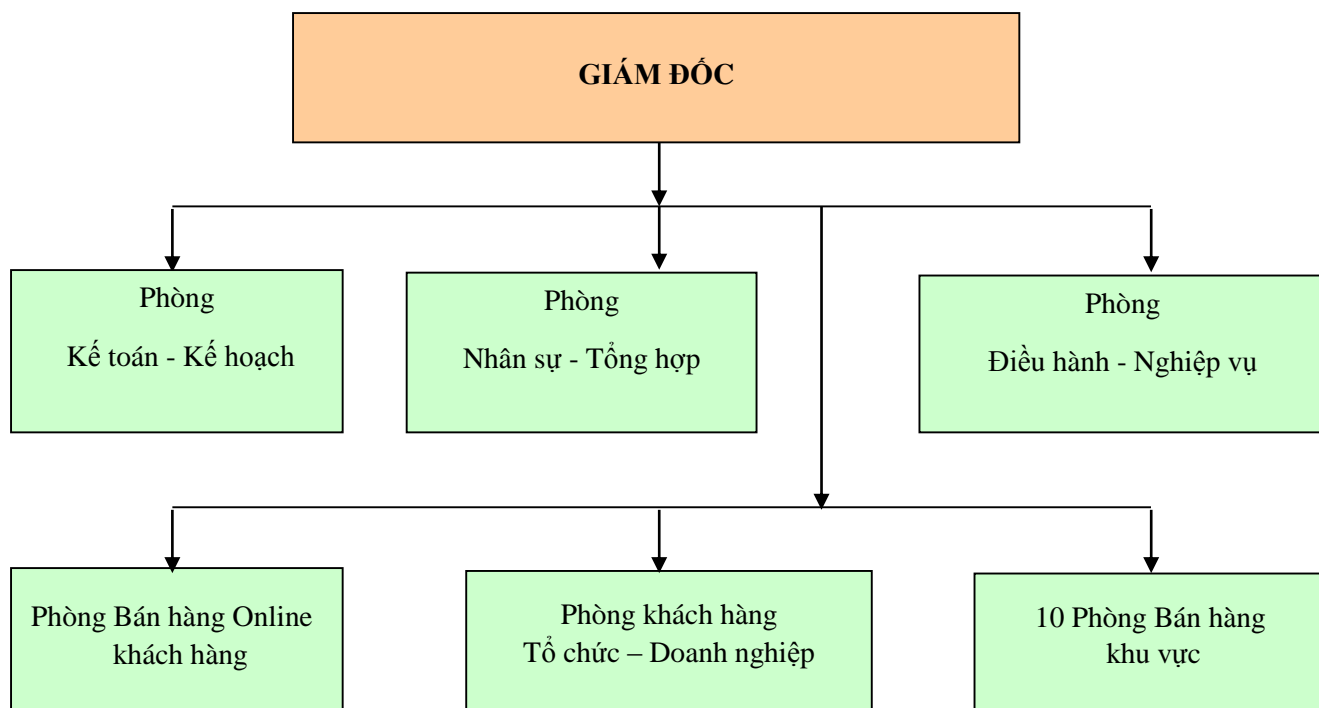 GIÁM ĐỐC
Phòng
Kế toán - Kế hoạch
Phòng
Nhân sự - Tổng hợp
Phòng
Điều hành - Nghiệp vụ
Phòng Bán hàng Online
khách hàng
Phòng khách hàng
Tổ chức – Doanh nghiệp
10 Phòng Bán hàng
khu vực